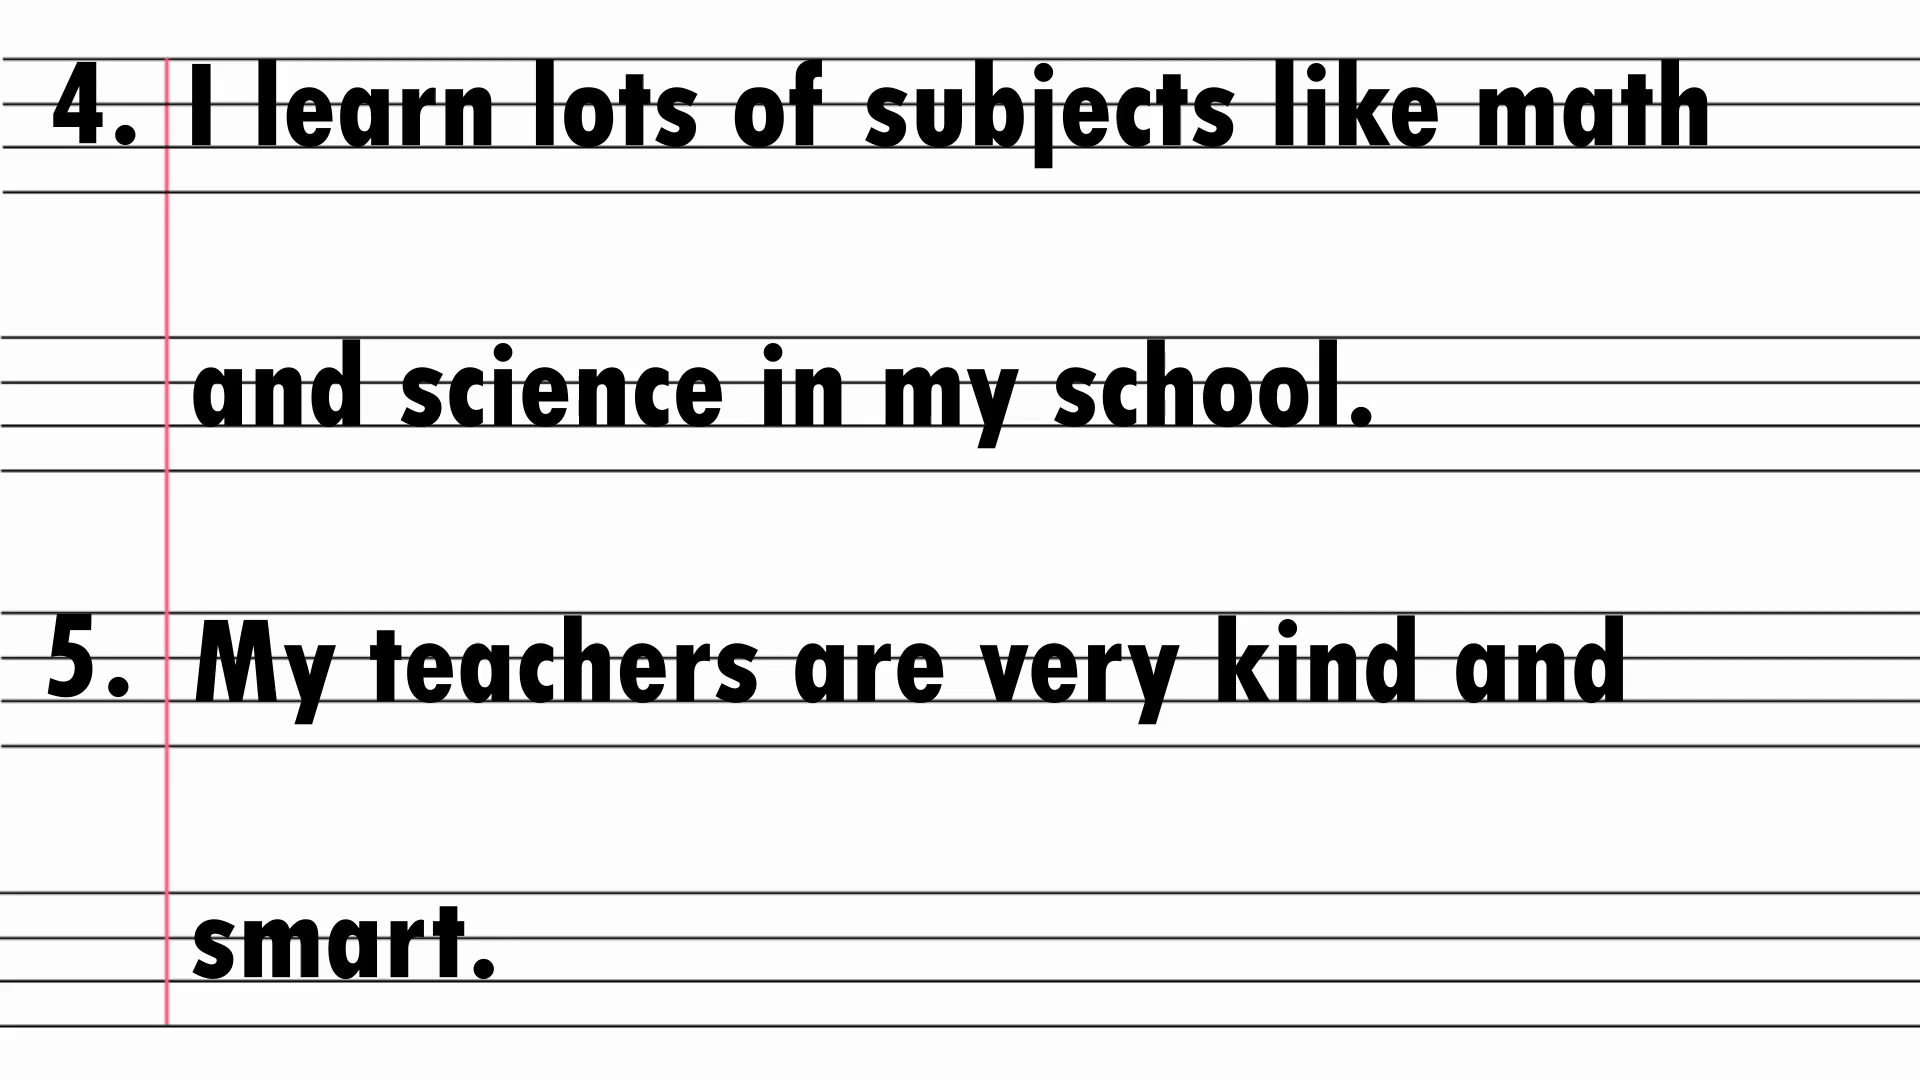 4. I learn lots of subjects like math
and science in my school.
5. My teachers are very kind and
smart.